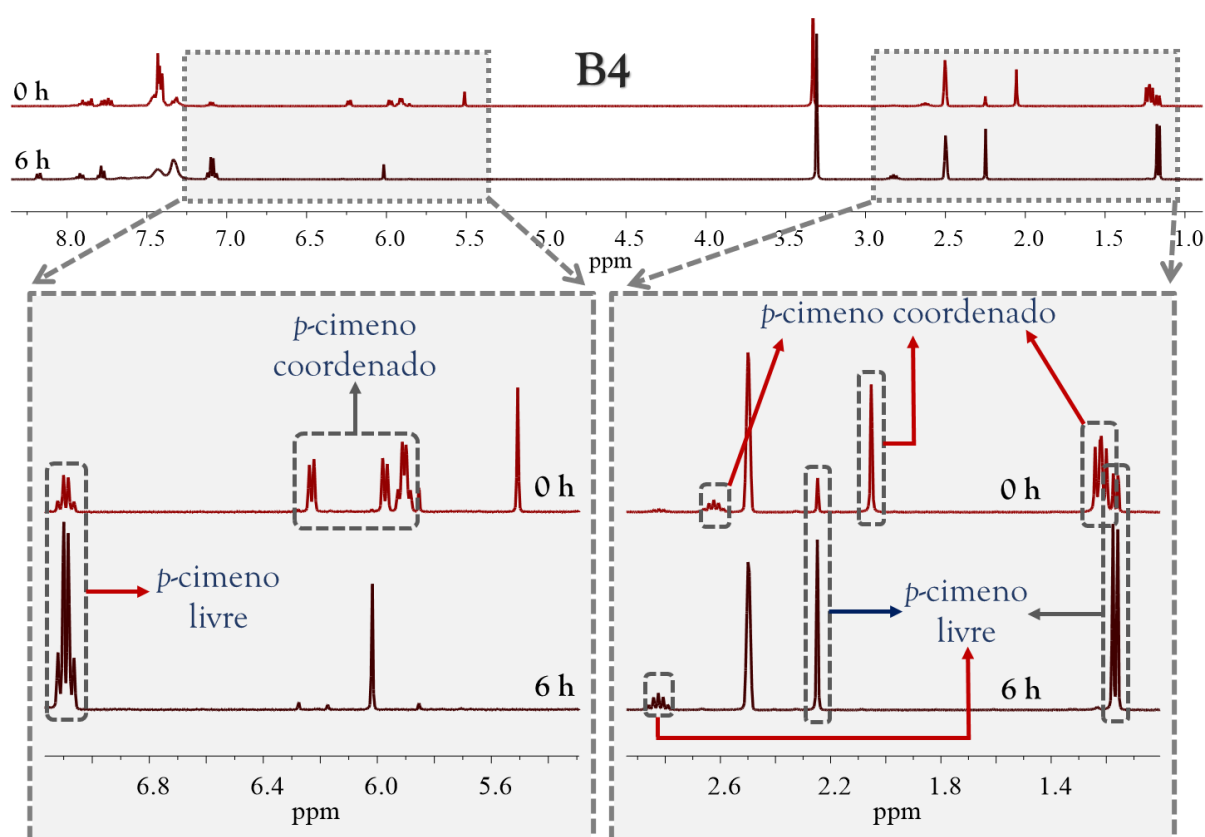 B4
0 h
6 h
8.0 7.5 7.0 6.5 6.0 5.5 5.0 4.5 4.0 3.5 3.0 2.5 2.0 1.5 1.0
ppm
p-cimeno
coordenado
0 h
p-cimeno
livre
6.8 6.4 6.0 5.6
ppm
p-cimeno coordenado
0 h
p-cimeno
livre
6 h
2.6 2.2 1.8 1.4
ppm